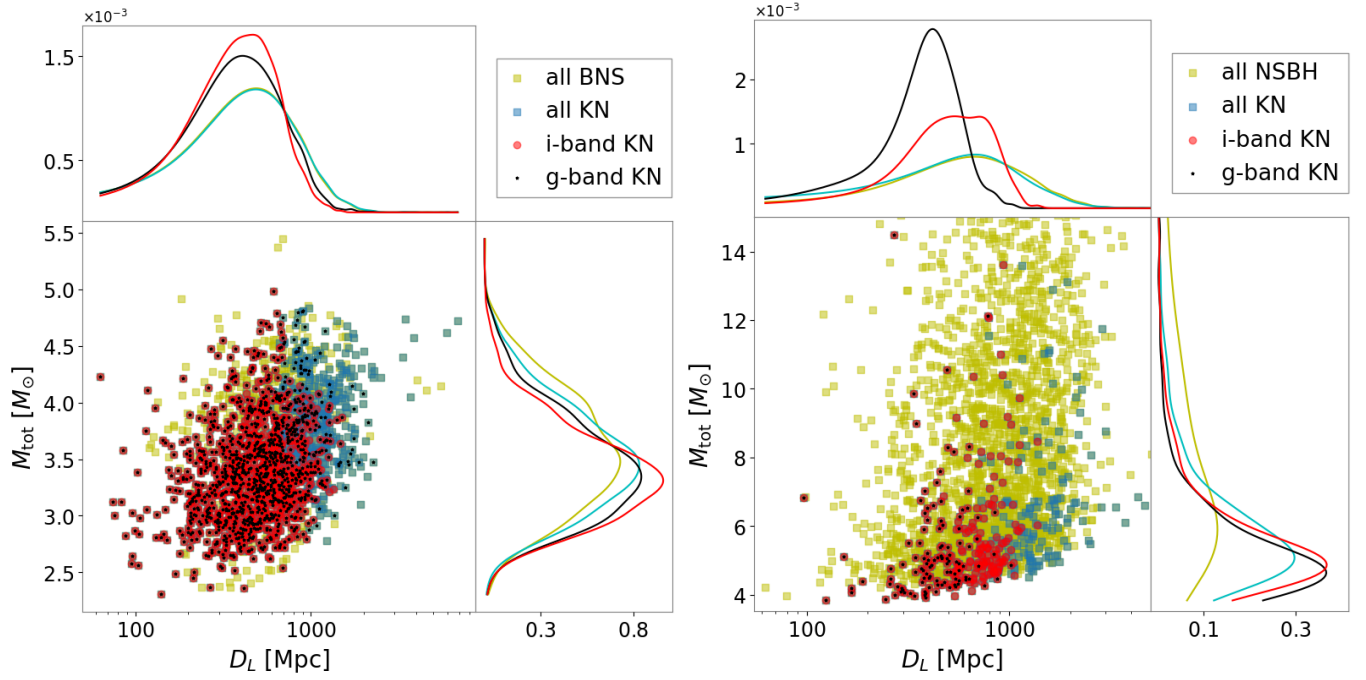 ×10⁻³
1.5
0.5
all BNS
all KN
i-band KN
g-band KN
5.5
5.0
4.5
4.0
3.5
3.0
2.5
M_tot [M_⊙]
100
1000
D_L [Mpc]
0.3
0.8
×10⁻³
2
1
all NSBH
all KN
i-band KN
g-band KN
14
12
10
8
6
4
M_tot [M_⊙]
100
1000
D_L [Mpc]
0.1
0.3